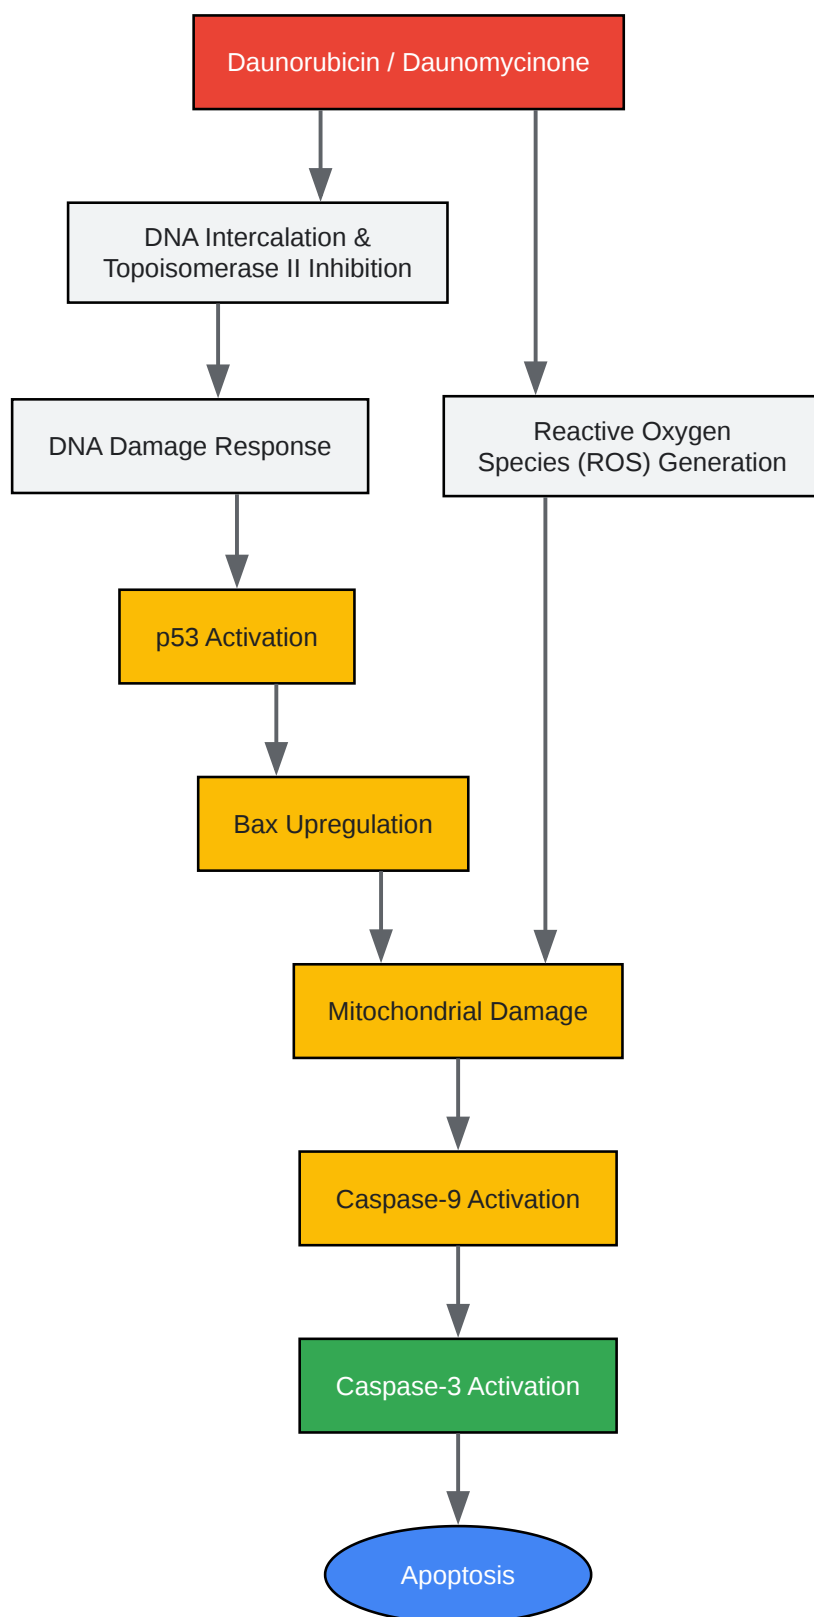 Daunorubicin / Daunomycinone
DNA Intercalation &
Topoisomerase II Inhibition
DNA Damage Response
Reactive Oxygen
Species (ROS) Generation
p53 Activation
Bax Upregulation
Mitochondrial Damage
Caspase-9 Activation
Caspase-3 Activation
Apoptosis